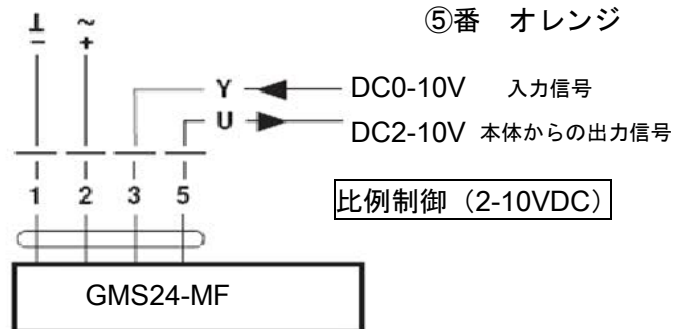 ⑤番 オレンジ
⊥ ~
- +
Y DC0-10V 入力信号
U DC2-10V 本体からの出力信号
1 2 3 5
比例制御（2-10VDC）
GMS24-MF